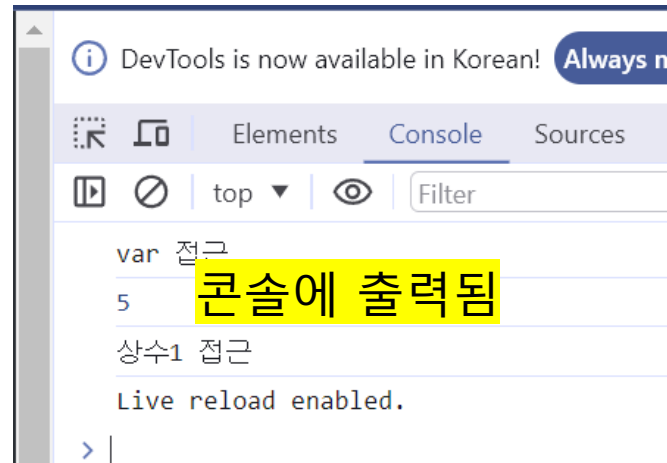 DevTools is now available in Korean! Always
Elements Console Sources
top Filter
var 접근
콘솔에 출력됨
5
상수1 접근
Live reload enabled.